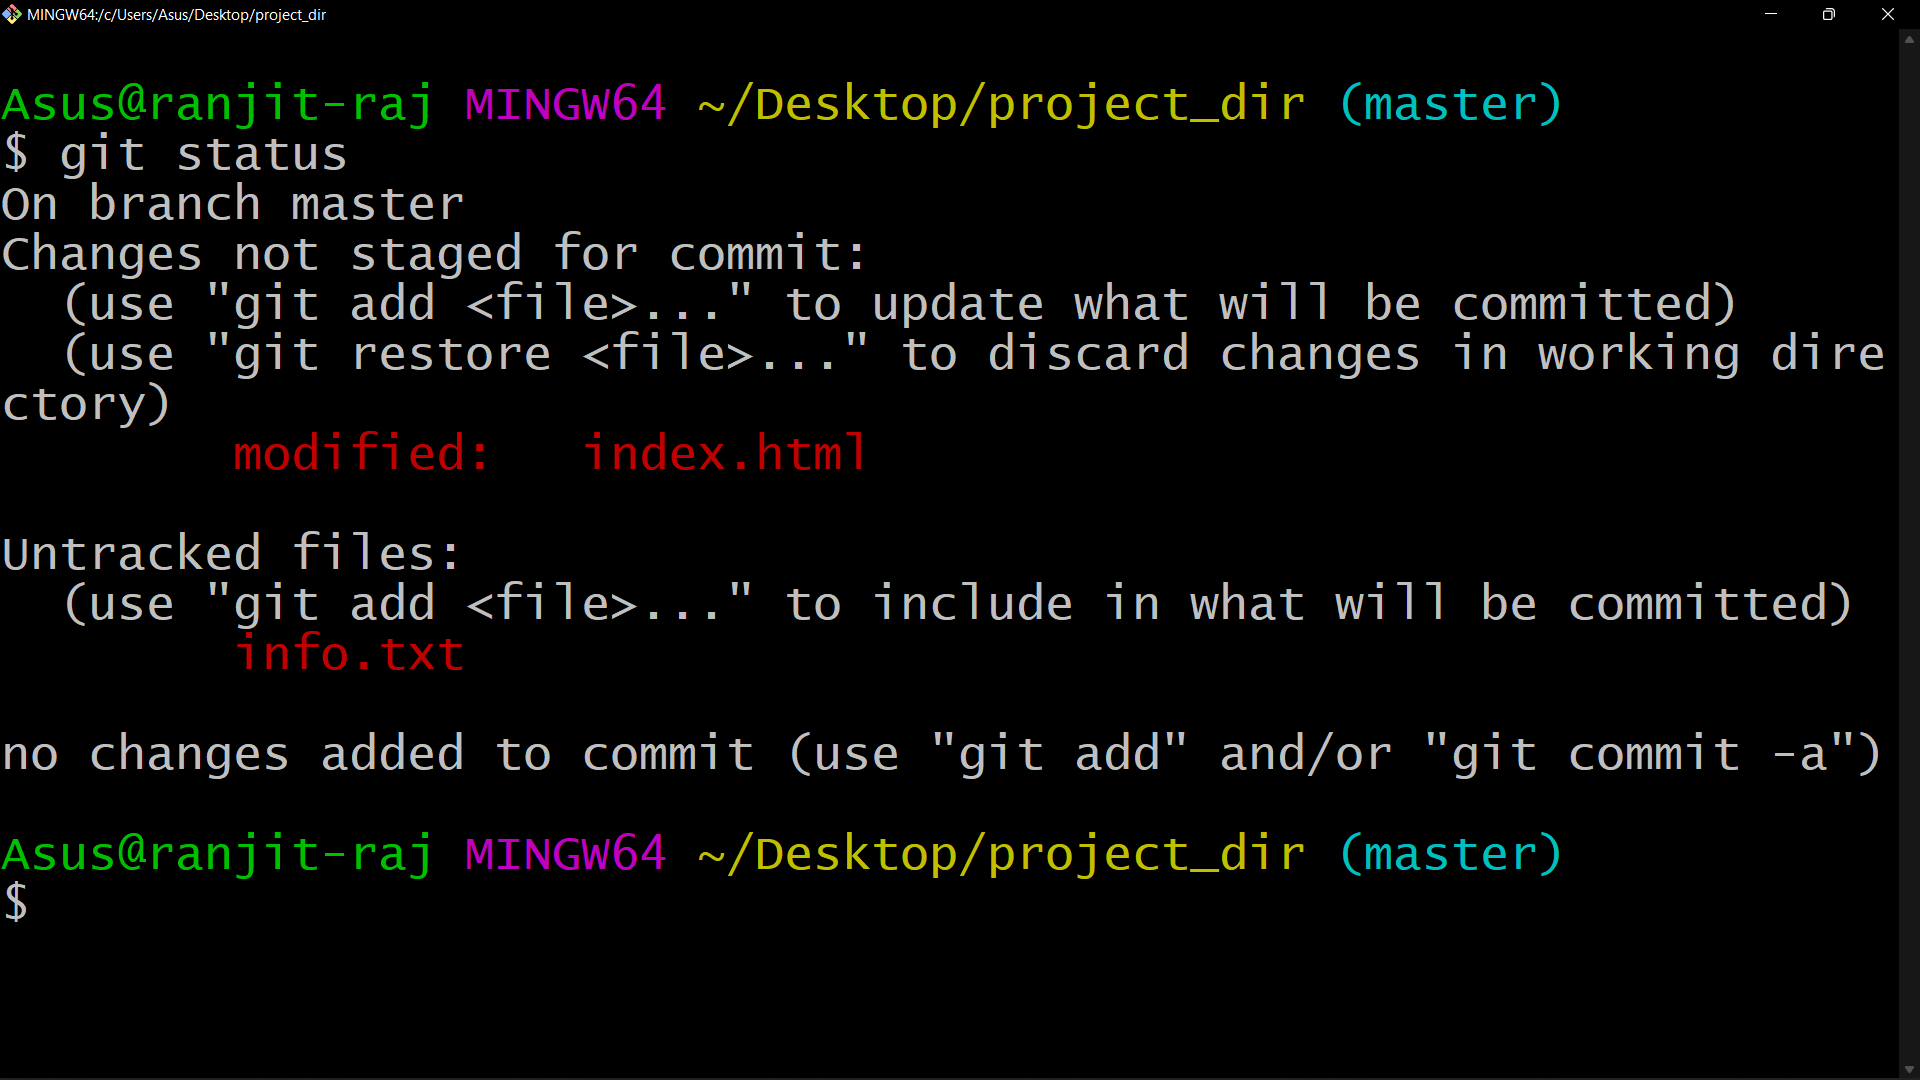 MINGW64:/c/Users/Asus/Desktop/project_dir
Asus@ranjit-raj MINGW64 ~/Desktop/project_dir (master)
$ git status
On branch master
Changes not staged for commit:
  (use "git add <file>..." to update what will be committed)
  (use "git restore <file>..." to discard changes in working dire
ctory)
        modified:   index.html
Untracked files:
  (use "git add <file>..." to include in what will be committed)
        info.txt
no changes added to commit (use "git add" and/or "git commit -a")
Asus@ranjit-raj MINGW64 ~/Desktop/project_dir (master)
$